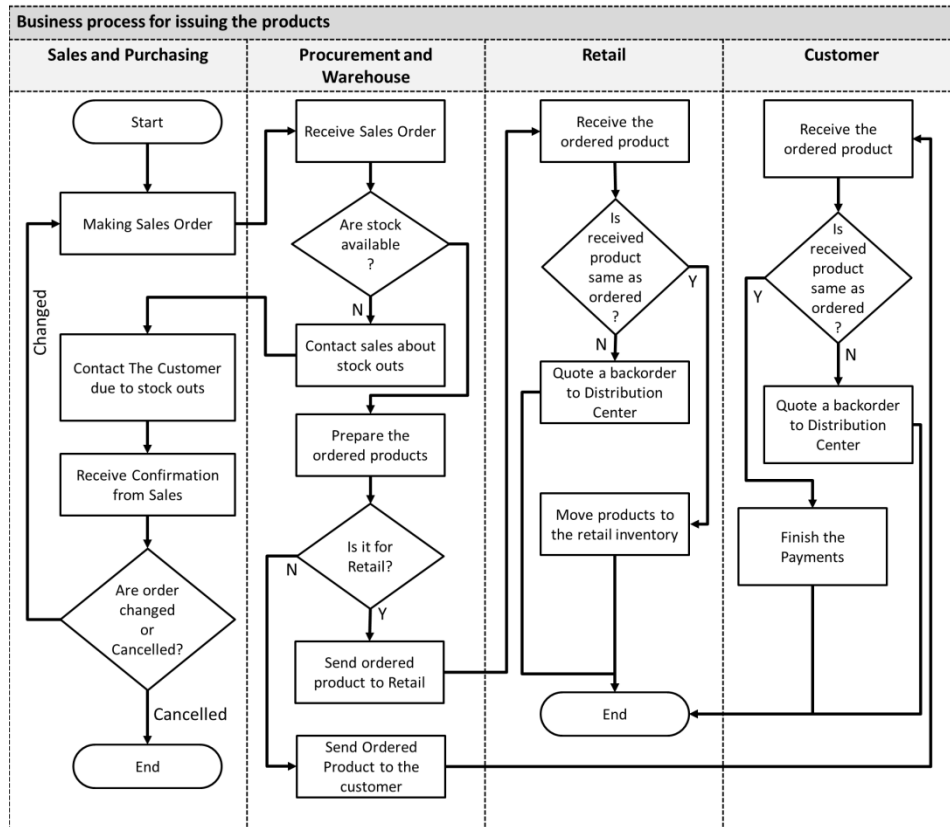 Business process for issuing the products
Sales and Purchasing
Procurement and
Warehouse
Retail
Customer
Start
Making Sales Order
Changed
Contact The Customer
due to stock outs
Receive Confirmation
from Sales
Are order
changed
or
Cancelled?
Cancelled
End
Receive Sales Order
Are stock
available
?
N
Contact sales about
stock outs
Prepare the
ordered products
Is it for
Retail?
N
Y
Send ordered
product to Retail
Send Ordered
Product to the
customer
Receive the
ordered product
Is
received
product
same as
ordered
?
Y
N
Quote a backorder
to Distribution
Center
Move products to
the retail inventory
End
Receive the
ordered product
Is
received
product
same as
ordered
?
Y
N
Quote a backorder
to Distribution
Center
Finish the
Payments